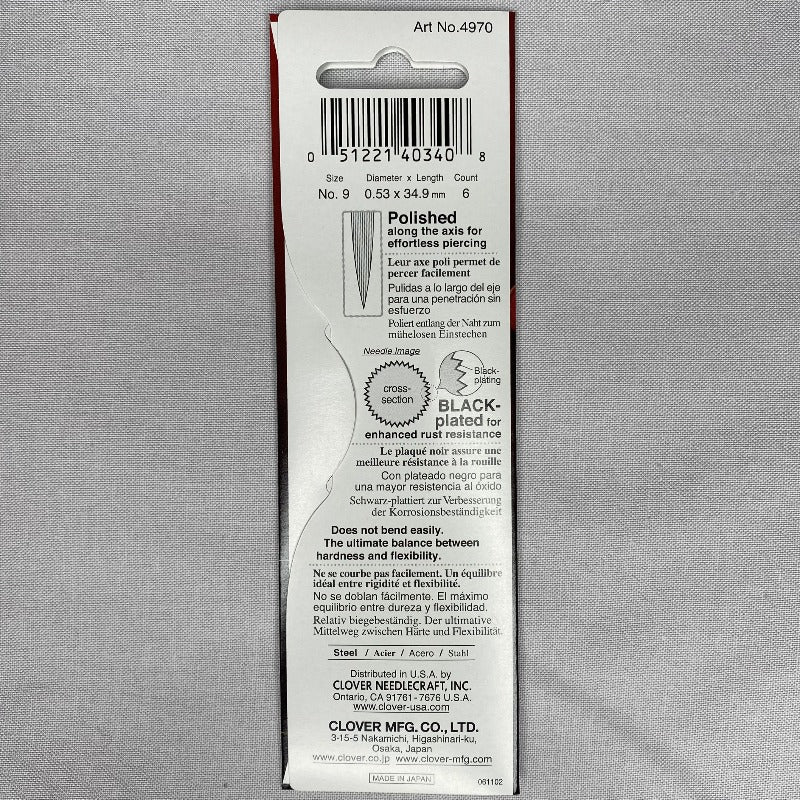 Art No.4970
0 51221 40340 8
Size Diameter x Length Count
No. 9 0.53 x 34.9 mm 6
Polished
along the axis for
effortless piercing
Leur axe poli permet de
percer facilement
Pulidas a lo largo del eje
para una penetración sin
esfuerzo
Poliert entlang der Naht zum
mühelosen Einstechen
Needle Image
cross-
section
Black-
plating
BLACK-
plated for
enhanced rust resistance
Le plaqué noir assure une
meilleure résistance à la rouille
Con plateado negro para
una mayor resistencia al óxido
Schwarz-plattiert zur Verbesserung
der Korrosionsbeständigkeit
Does not bend easily.
The ultimate balance between
hardness and flexibility.
Ne se courbe pas facilement. Un équilibre
idéal entre rigidité et flexibilité.
No se doblan fácilmente. El máximo
equilibrio entre dureza y flexibilidad.
Relativ biegebeständig. Der ultimative
Mittelweg zwischen Härte und Flexibilität.
Steel / Acier / Acero / Stahl
Distributed in U.S.A. by
CLOVER NEEDLECRAFT, INC.
Ontario, CA 91761-7676 U.S.A.
www.clover-usa.com
CLOVER MFG. CO., LTD.
3-15-5 Nakamichi, Higashinari-ku,
Osaka, Japan
www.clover.co.jp www.clover-mfg.com
MADE IN JAPAN
061102